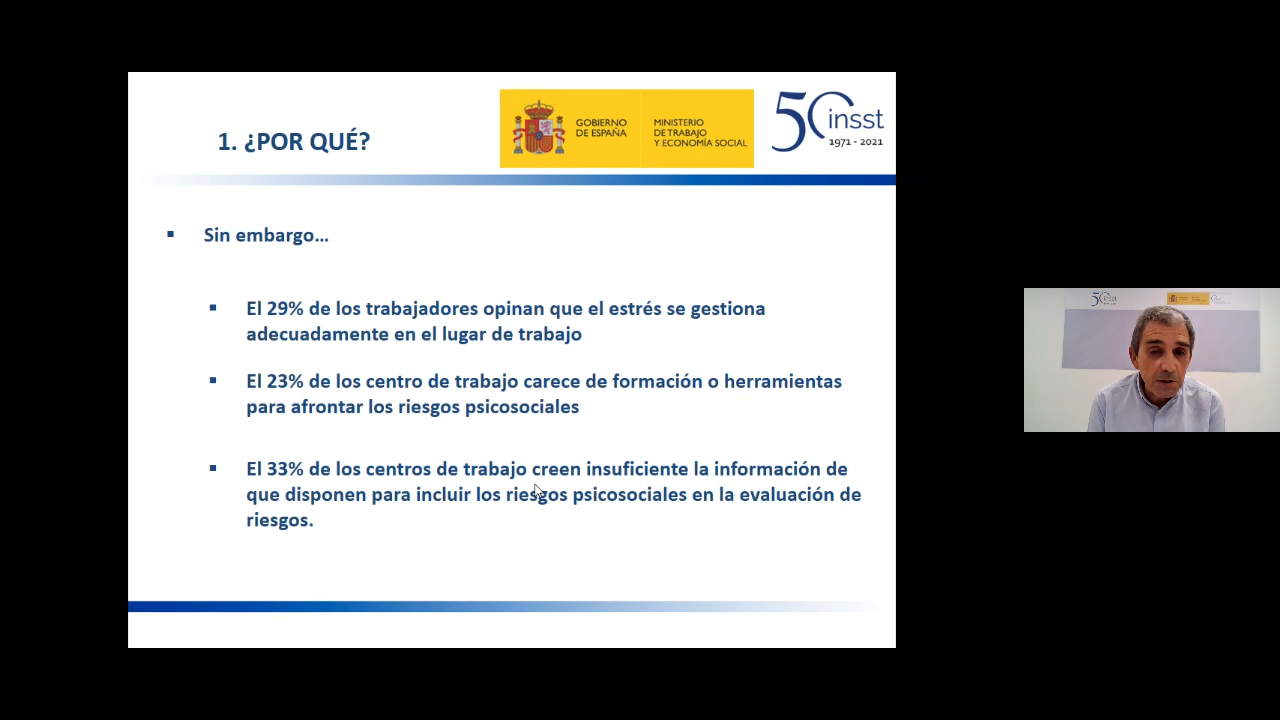 1. ¿POR QUÉ?
GOBIERNO
DE ESPAÑA
MINISTERIO
DE TRABAJO
Y ECONOMÍA SOCIAL
50 insst
1971 - 2021
▪ Sin embargo...
▪ El 29% de los trabajadores opinan que el estrés se gestiona
adecuadamente en el lugar de trabajo
▪ El 23% de los centro de trabajo carece de formación o herramientas
para afrontar los riesgos psicosociales
▪ El 33% de los centros de trabajo creen insuficiente la información de
que disponen para incluir los riesgos psicosociales en la evaluación de
riesgos.
50 insst